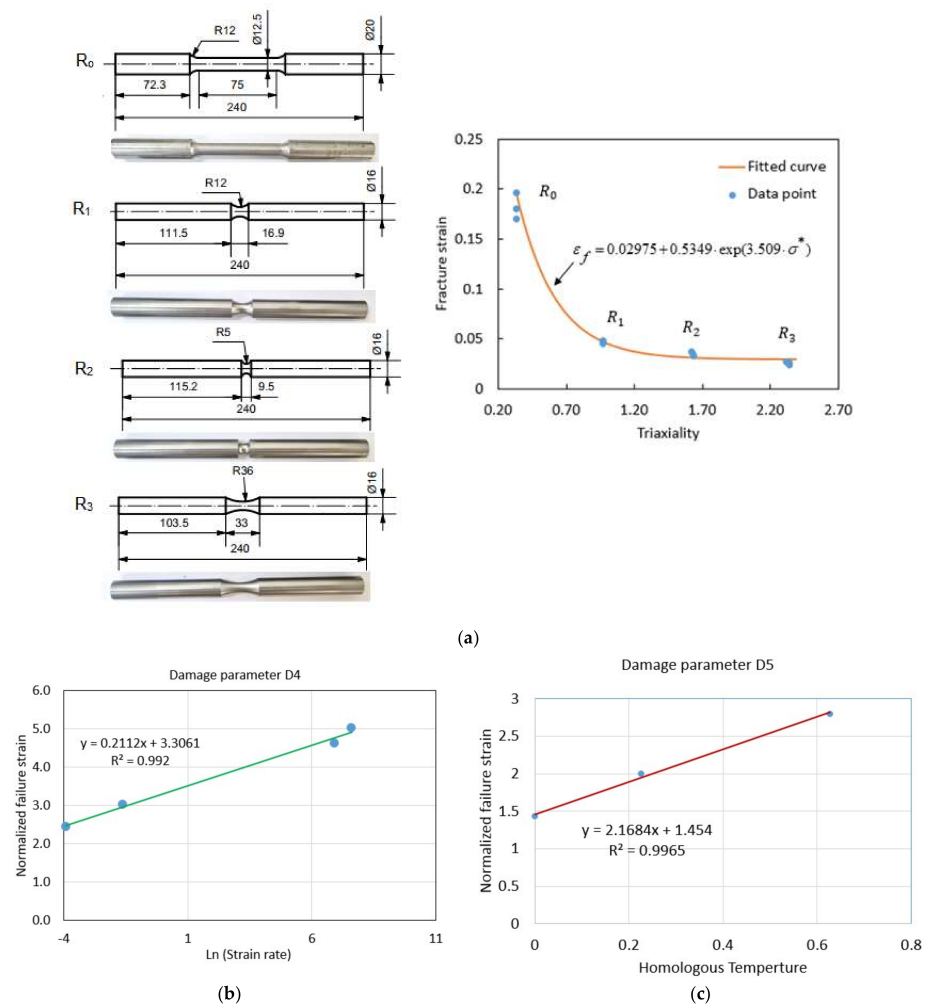 R12
Ø12.5
Ø20
R₀
72.3
75
240
R12
Ø16
R₁
111.5
16.9
240
R5
Ø16
R₂
115.2
9.5
240
R36
Ø16
R₃
103.5
33
240
0.25
0.2
0.15
0.1
0.05
0
Fracture strain
Fitted curve
Data point
R₀
ε_f = 0.02975 + 0.5349 · exp(3.509 · σ*)
R₁
R₂
R₃
0.20 0.70 1.20 1.70 2.20 2.70
Triaxiality
(a)
Damage parameter D4
6.0
5.0
4.0
3.0
2.0
1.0
0.0
Normalized failure strain
y = 0.2112x + 3.3061
R² = 0.992
-4 1 6 11
Ln (Strain rate)
(b)
Damage parameter D5
3
2.5
2
1.5
1
0.5
0
Normalized failure strain
y = 2.1684x + 1.454
R² = 0.9965
0 0.2 0.4 0.6 0.8
Homologous Temperture
(c)